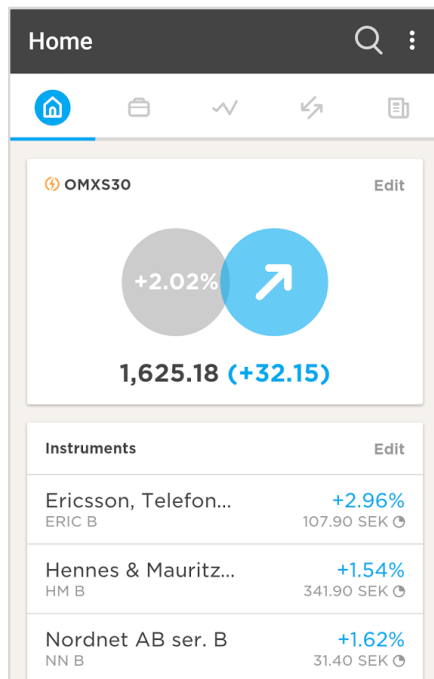 Home
OMXS30 Edit
+2.02%
1,625.18 (+32.15)
Instruments Edit
Ericsson, Telefon... +2.96%
ERIC B 107.90 SEK
Hennes & Mauritz... +1.54%
HM B 341.90 SEK
Nordnet AB ser. B +1.62%
NN B 31.40 SEK